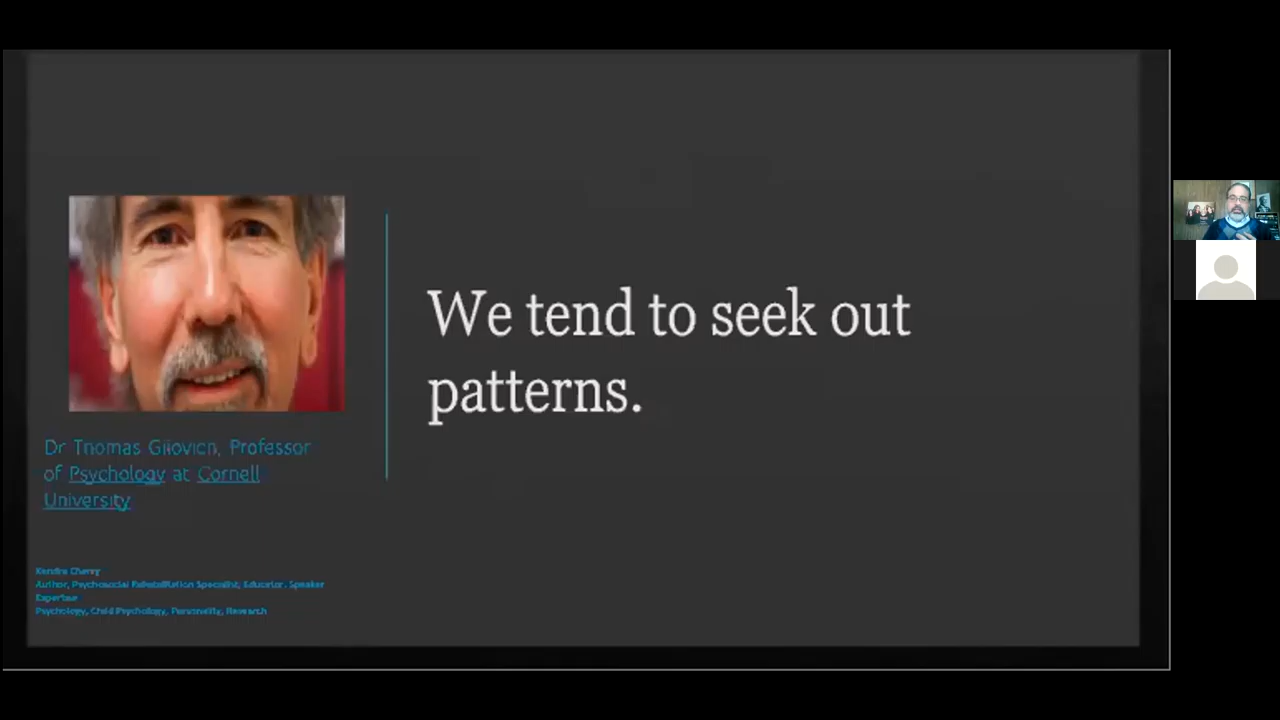 We tend to seek out
patterns.
Dr Thomas Gilovich, Professor
of Psychology at Cornell
University
Kendra Cherry
Author, Psychosocial Rehabilitation Specialist, Educator, Speaker
Expertise
Psychology, Child Psychology, Personality, Research